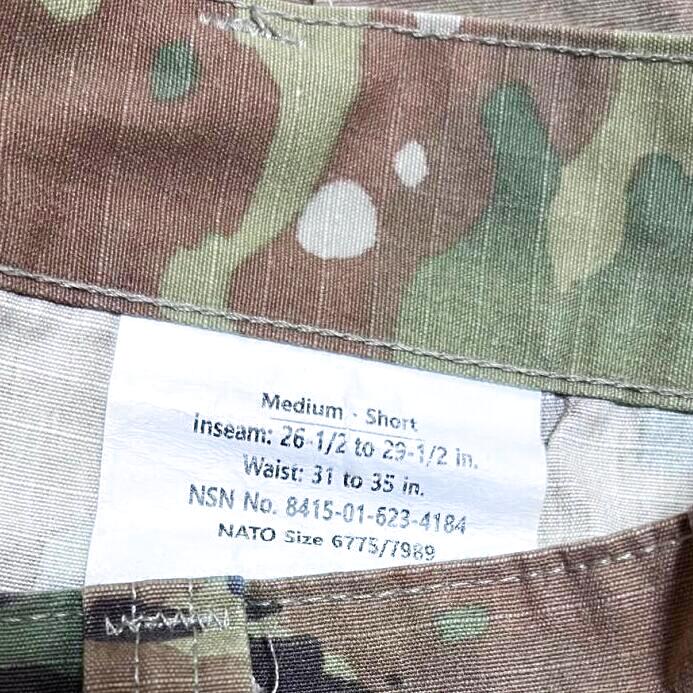 Medium - Short
Inseam: 26-1/2 to 29-1/2 in.
Waist: 31 to 35 in.
NSN No. 8415-01-623-4184
NATO Size 6775/7989